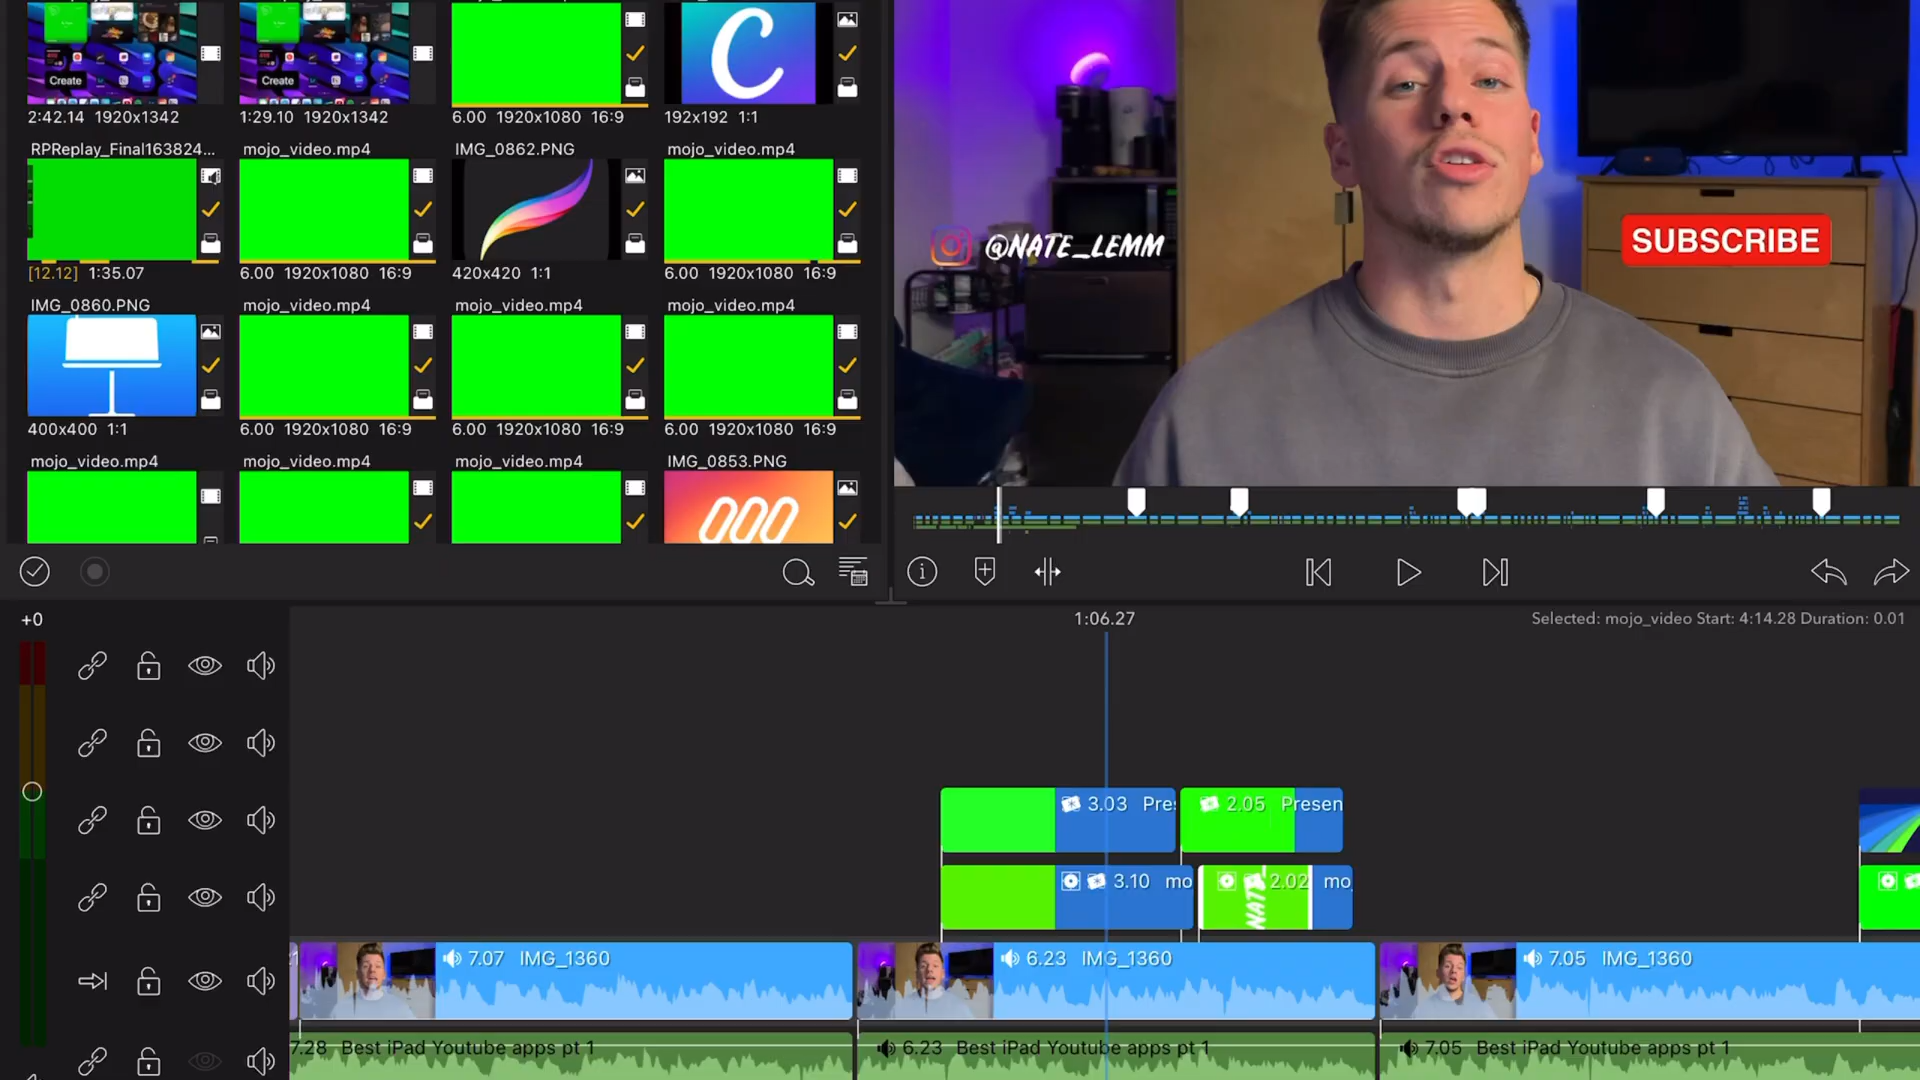 Create
Create
C
2:42.14 1920x1342
1:29.10 1920x1342
6.00 1920x1080 16:9
192x192 1:1
RPReplay_Final163824...
mojo_video.mp4
IMG_0862.PNG
mojo_video.mp4
[12.12] 1:35.07
6.00 1920x1080 16:9
420x420 1:1
6.00 1920x1080 16:9
IMG_0860.PNG
mojo_video.mp4
mojo_video.mp4
mojo_video.mp4
400x400 1:1
6.00 1920x1080 16:9
6.00 1920x1080 16:9
6.00 1920x1080 16:9
mojo_video.mp4
mojo_video.mp4
mojo_video.mp4
IMG_0853.PNG
@NATE_LEMM
SUBSCRIBE
+0
1:06.27
Selected: mojo_video Start: 4:14.28 Duration: 0.01
3.03 Pre
2.05 Presen
3.10 mo
NATE
2.02 mo
7.07 IMG_1360
6.23 IMG_1360
7.05 IMG_1360
7.28 Best iPad Youtube apps pt 1
6.23 Best iPad Youtube apps pt 1
7.05 Best iPad Youtube apps pt 1